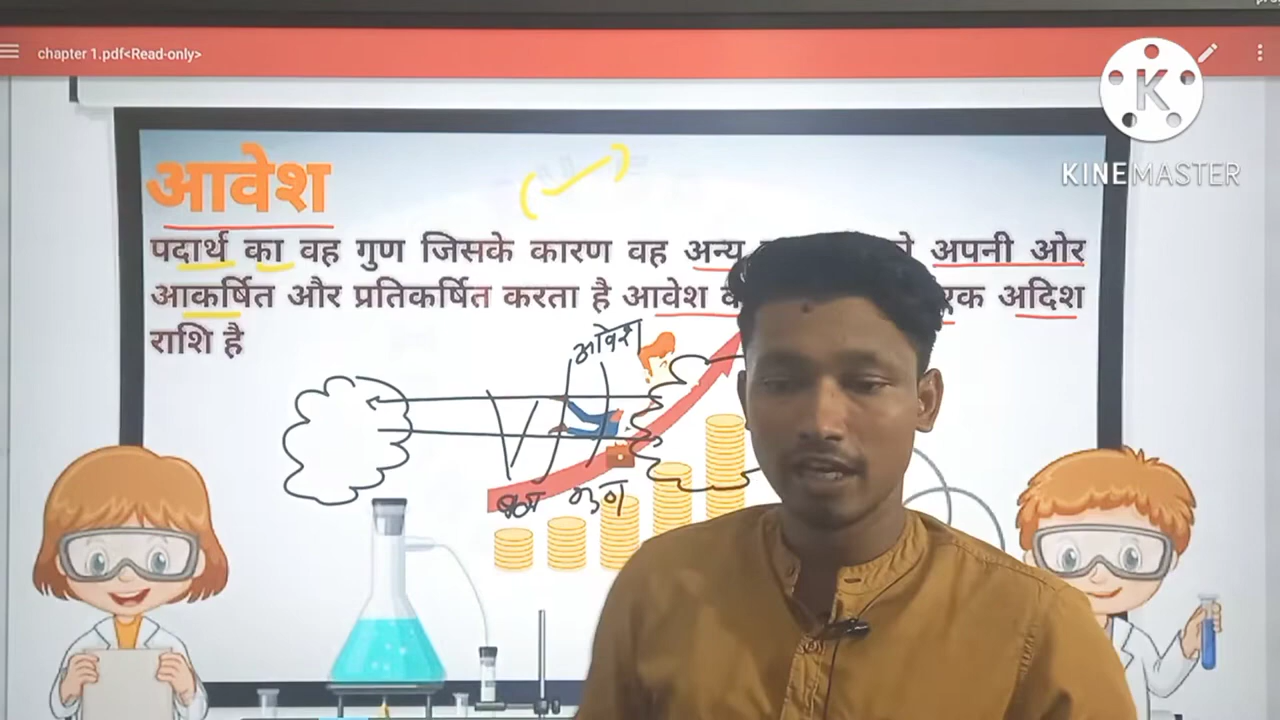 chapter 1.pdf<Read-only>
KINEMASTER
आवेश
पदार्थ का वह गुण जिसके कारण वह अन्य अपनी ओर
आकर्षित और प्रतिकर्षित करता है आवेश अदिश
राशि है
आवेश